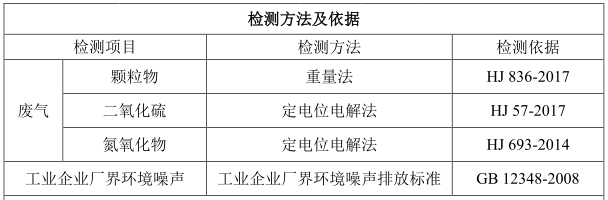 检测方法及依据
检测项目 检测方法 检测依据
废气 颗粒物 重量法 HJ 836-2017
二氧化硫 定电位电解法 HJ 57-2017
氮氧化物 定电位电解法 HJ 693-2014
工业企业厂界环境噪声 工业企业厂界环境噪声排放标准 GB 12348-2008